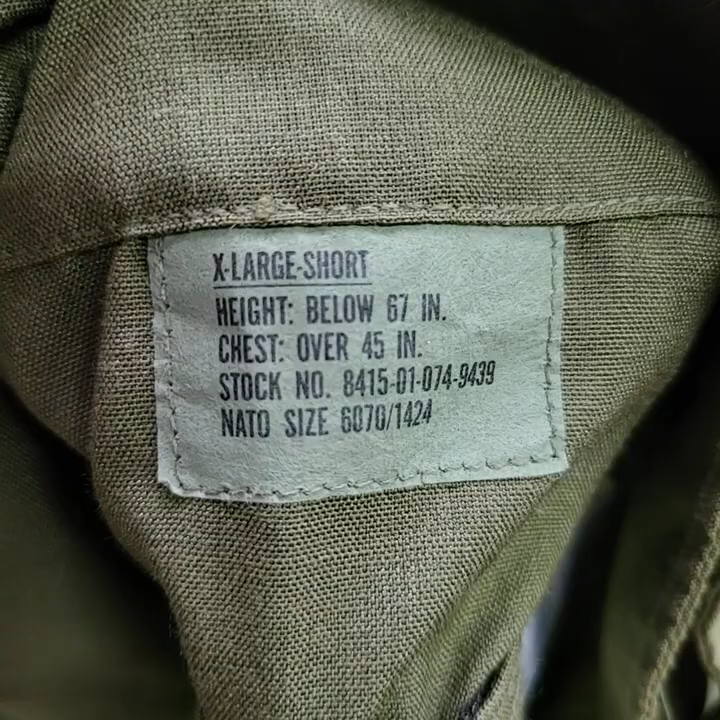 X-LARGE-SHORT
HEIGHT: BELOW 67 IN.
CHEST: OVER 45 IN.
STOCK NO. 8415-01-074-9439
NATO SIZE 6070/1424